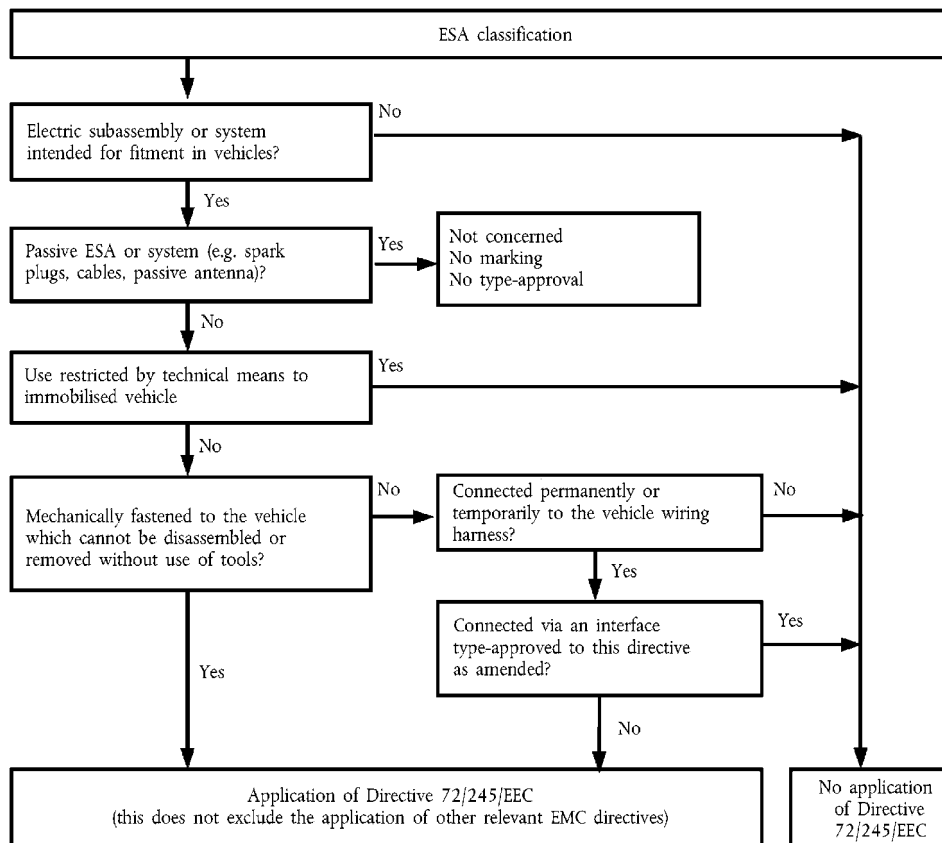 ESA classification
No
Electric subassembly or system
intended for fitment in vehicles?
Yes
Passive ESA or system (e.g. spark
plugs, cables, passive antenna)?
Yes
Not concerned
No marking
No type-approval
No
Use restricted by technical means to
immobilised vehicle
Yes
No
Mechanically fastened to the vehicle
which cannot be disassembled or
removed without use of tools?
No
Connected permanently or
temporarily to the vehicle wiring
harness?
No
Yes
Connected via an interface
type-approved to this directive
as amended?
Yes
Yes
No
Application of Directive 72/245/EEC
(this does not exclude the application of other relevant EMC directives)
No application
of Directive
72/245/EEC